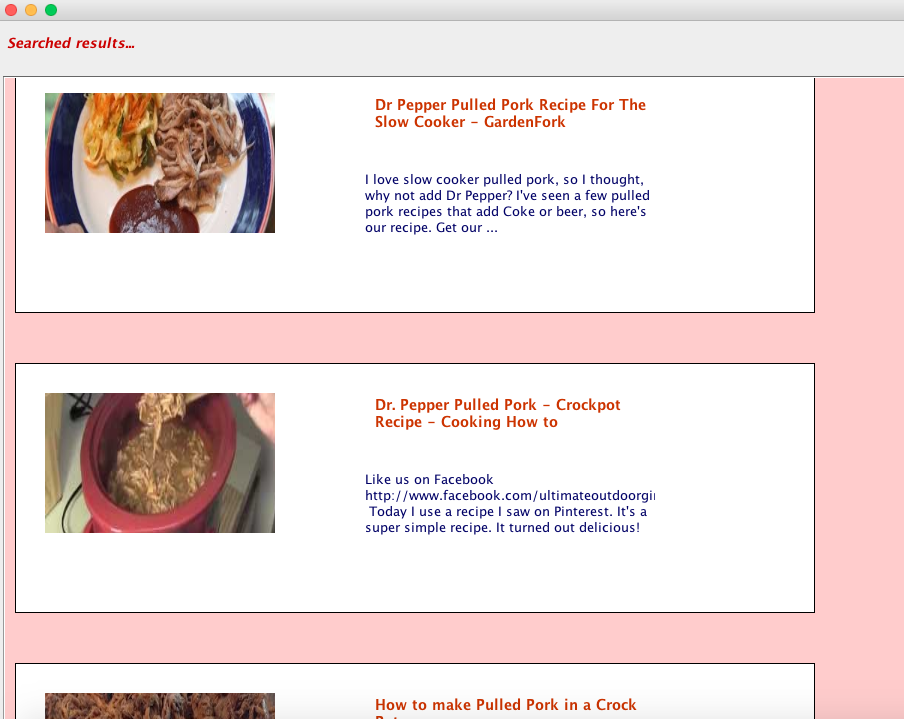 Searched results...
Dr Pepper Pulled Pork Recipe For The
Slow Cooker - GardenFork
I love slow cooker pulled pork, so I thought,
why not add Dr Pepper? I've seen a few pulled
pork recipes that add Coke or beer, so here's
our recipe. Get our ...
Dr. Pepper Pulled Pork - Crockpot
Recipe - Cooking How to
Like us on Facebook
http://www.facebook.com/ultimateoutdoorgi
Today I use a recipe I saw on Pinterest. It's a
super simple recipe. It turned out delicious!
How to make Pulled Pork in a Crock